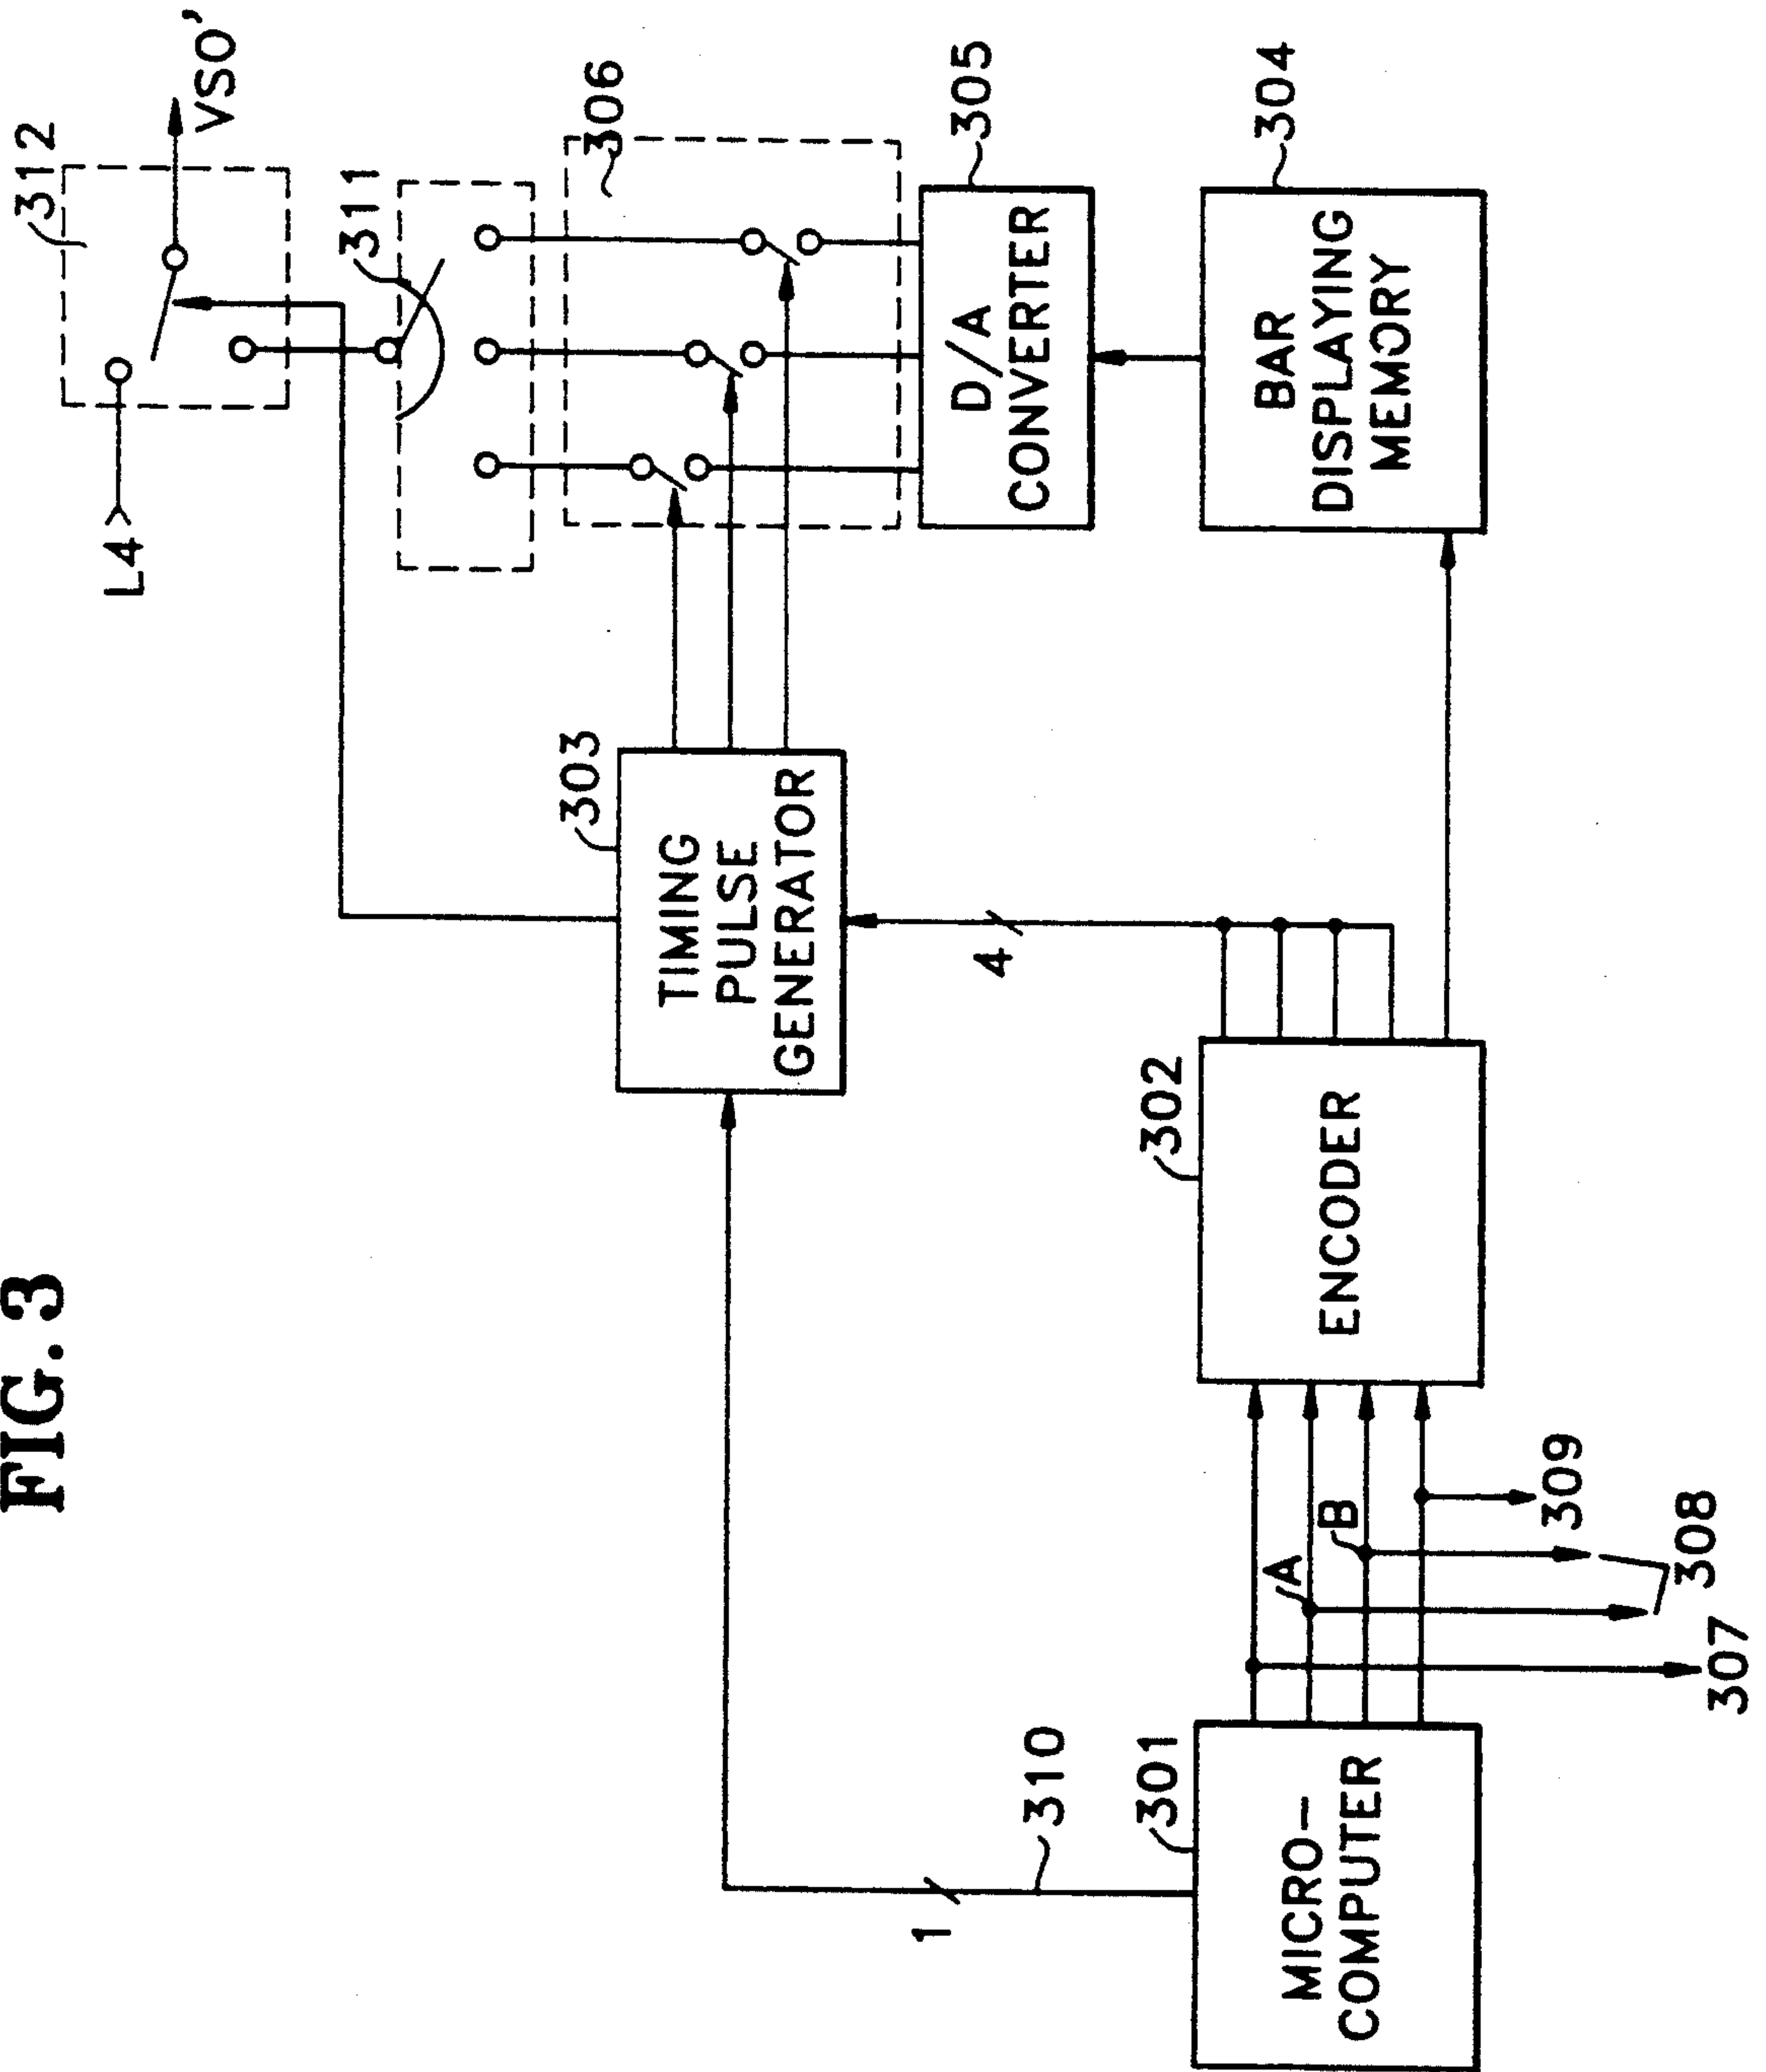 FIG. 3
312
VSO'
L4
311
306
305
D/A
CONVERTER
304
BAR
DISPLAYING
MEMORY
303
TIMING
PULSE
GENERATOR
4
302
ENCODER
A
B
309
308
307
1
310
301
MICRO-
COMPUTER